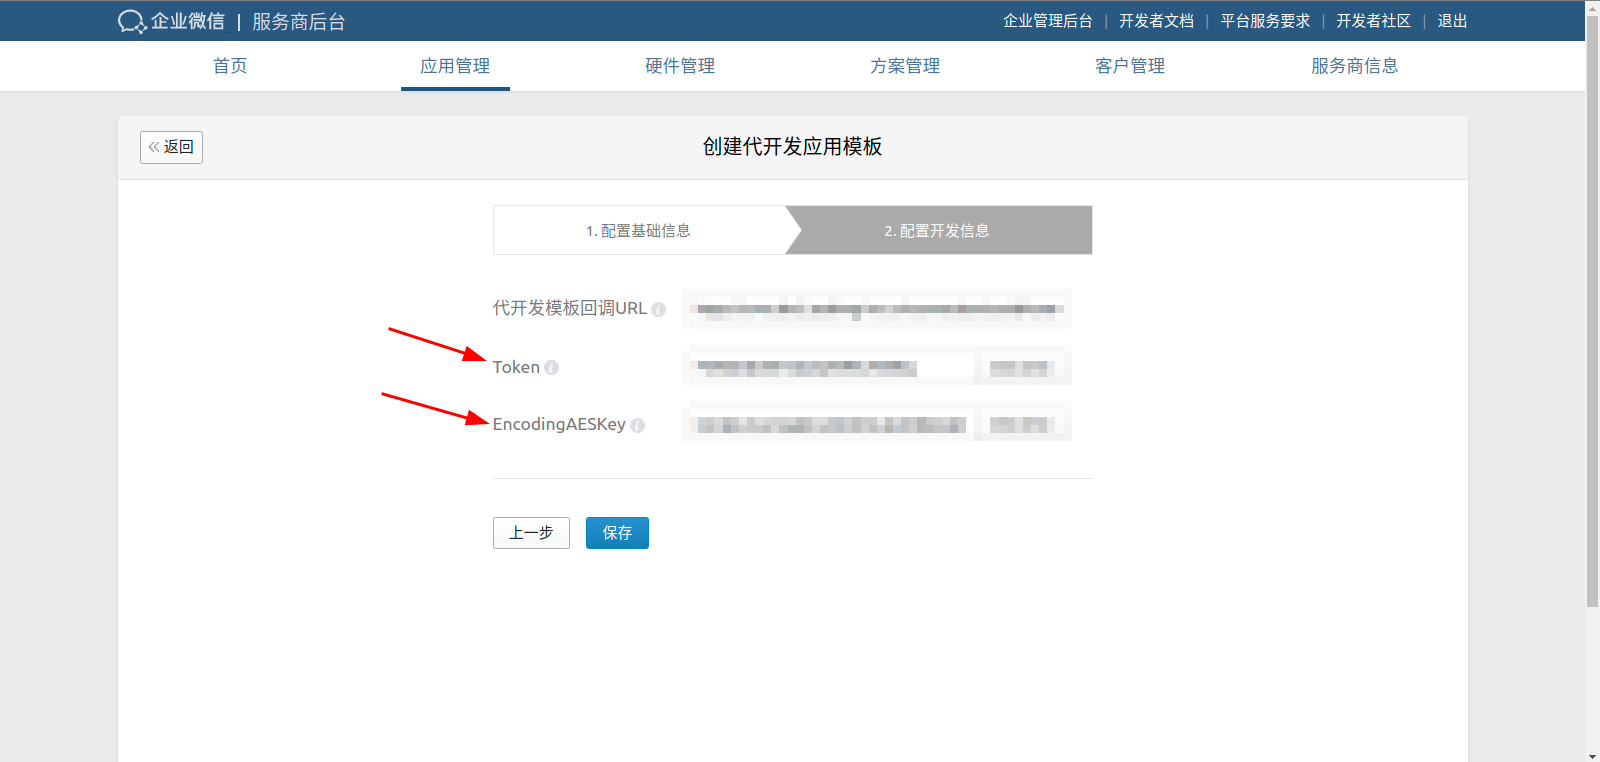 企业微信 | 服务商后台
企业管理后台 | 开发者文档 | 平台服务要求 | 开发者社区 | 退出
首页 应用管理 硬件管理 方案管理 客户管理 服务商信息
返回
创建代开发应用模板
1. 配置基础信息 2. 配置开发信息
代开发模板回调URL
Token
EncodingAESKey
上一步 保存